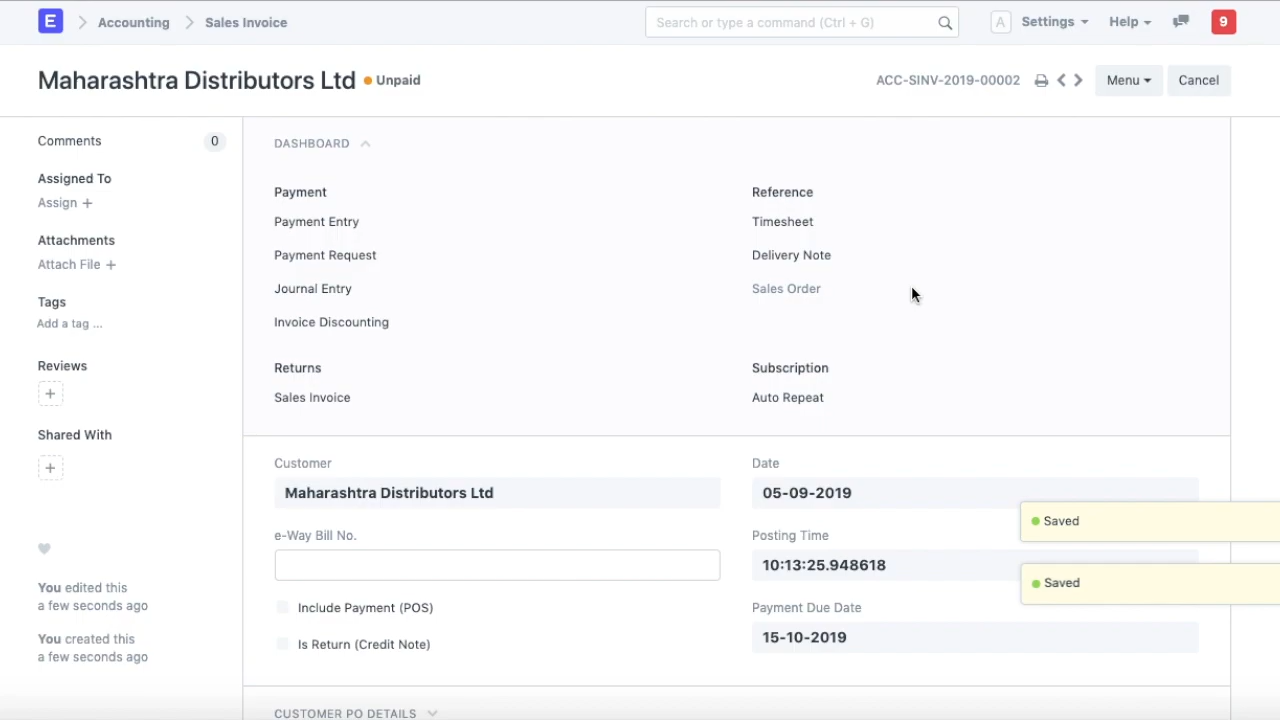 E Accounting Sales Invoice Search or type a command (Ctrl + G) A Settings Help 9
Maharashtra Distributors Ltd Unpaid ACC-SINV-2019-00002 Menu Cancel
Comments 0
Assigned To
Assign +
Attachments
Attach File +
Tags
Add a tag ...
Reviews
+
Shared With
+
You edited this
a few seconds ago
You created this
a few seconds ago
DASHBOARD
Payment
Payment Entry
Payment Request
Journal Entry
Invoice Discounting
Reference
Timesheet
Delivery Note
Sales Order
Returns
Sales Invoice
Subscription
Auto Repeat
Customer
Maharashtra Distributors Ltd
e-Way Bill No.
Include Payment (POS)
Is Return (Credit Note)
Date
05-09-2019
Posting Time
10:13:25.948618
Payment Due Date
15-10-2019
Saved
Saved
CUSTOMER PO DETAILS